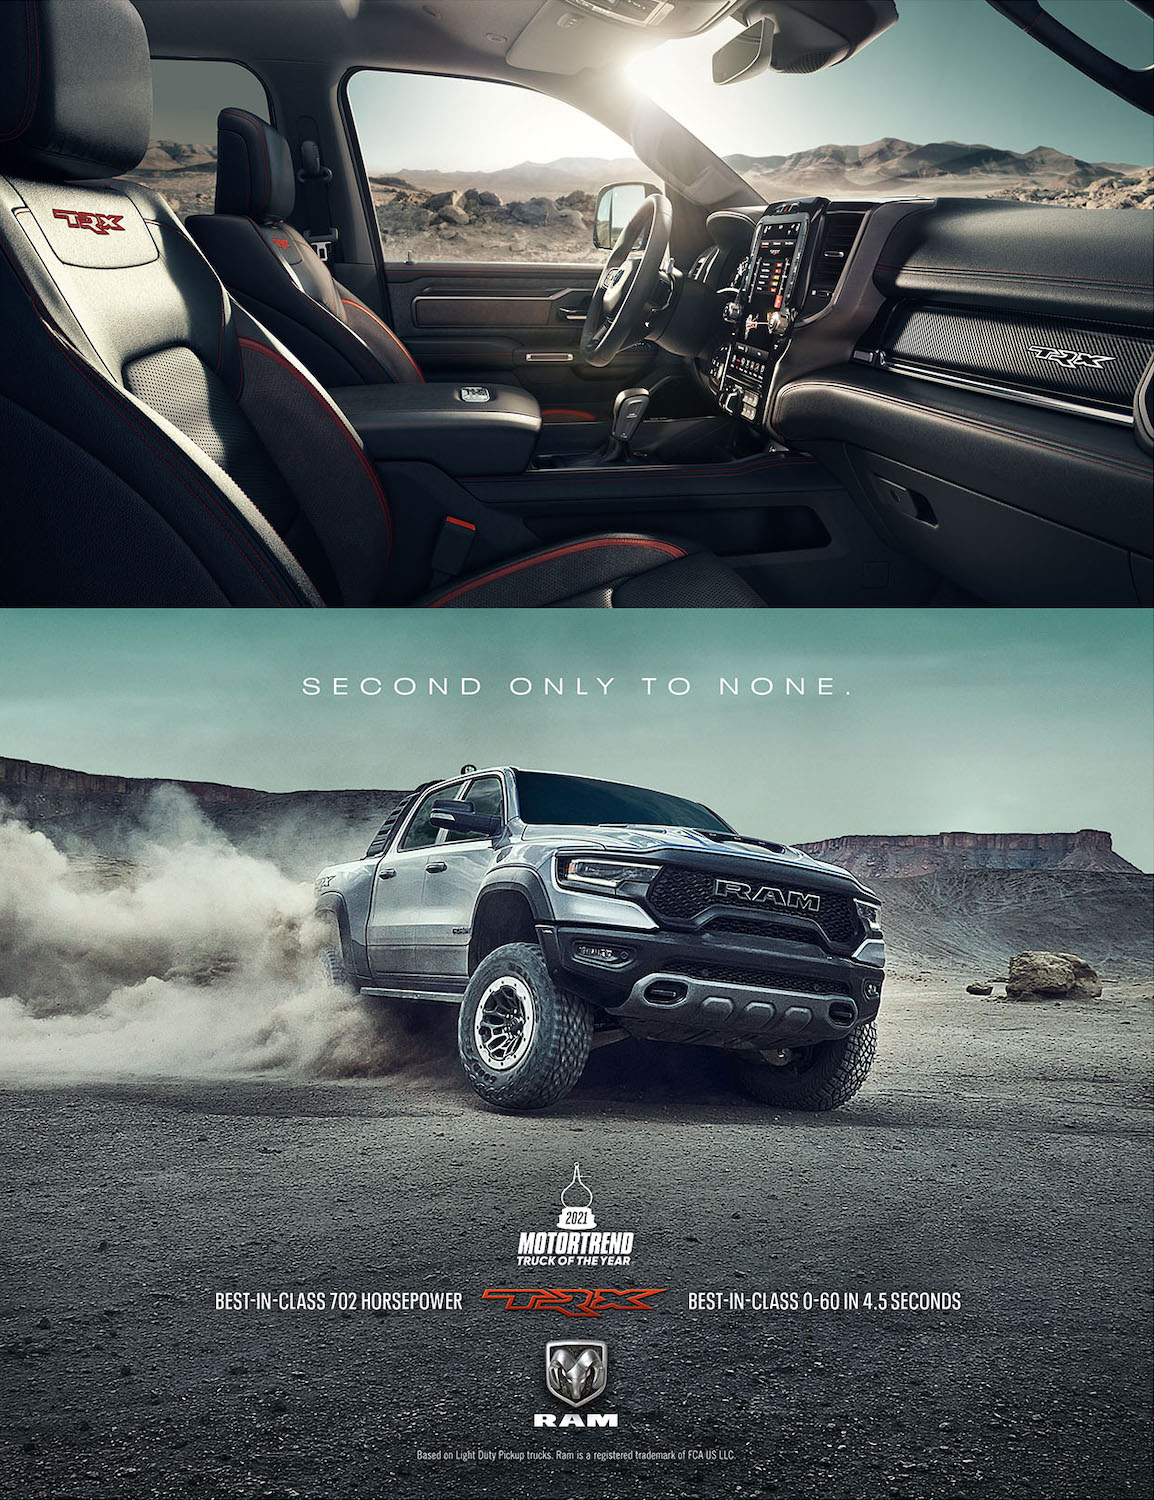 TRX
TRX
TRX
SECOND ONLY TO NONE.
RAM
2021
MOTORTREND
TRUCK OF THE YEAR
BEST-IN-CLASS 702 HORSEPOWER TRX BEST-IN-CLASS 0-60 IN 4.5 SECONDS
RAM
Based on Light Duty Pickup trucks. Ram is a registered trademark of FCA US LLC.